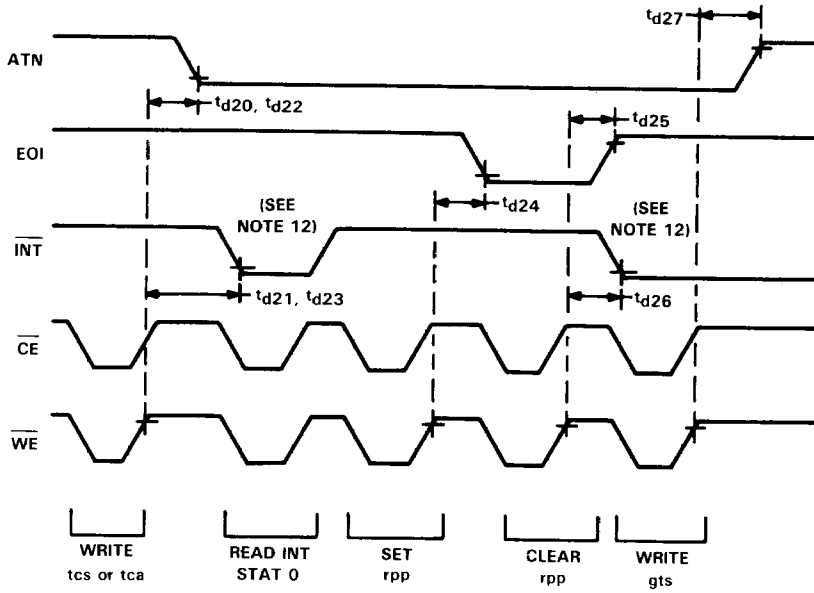 td27
ATN
td20, td22
td25
EOI
td24
(SEE
NOTE 12)
(SEE
NOTE 12)
INT
td21, td23
td26
CE
WE
WRITE
tcs or tca
READ INT
STAT 0
SET
rpp
CLEAR
rpp
WRITE
gts